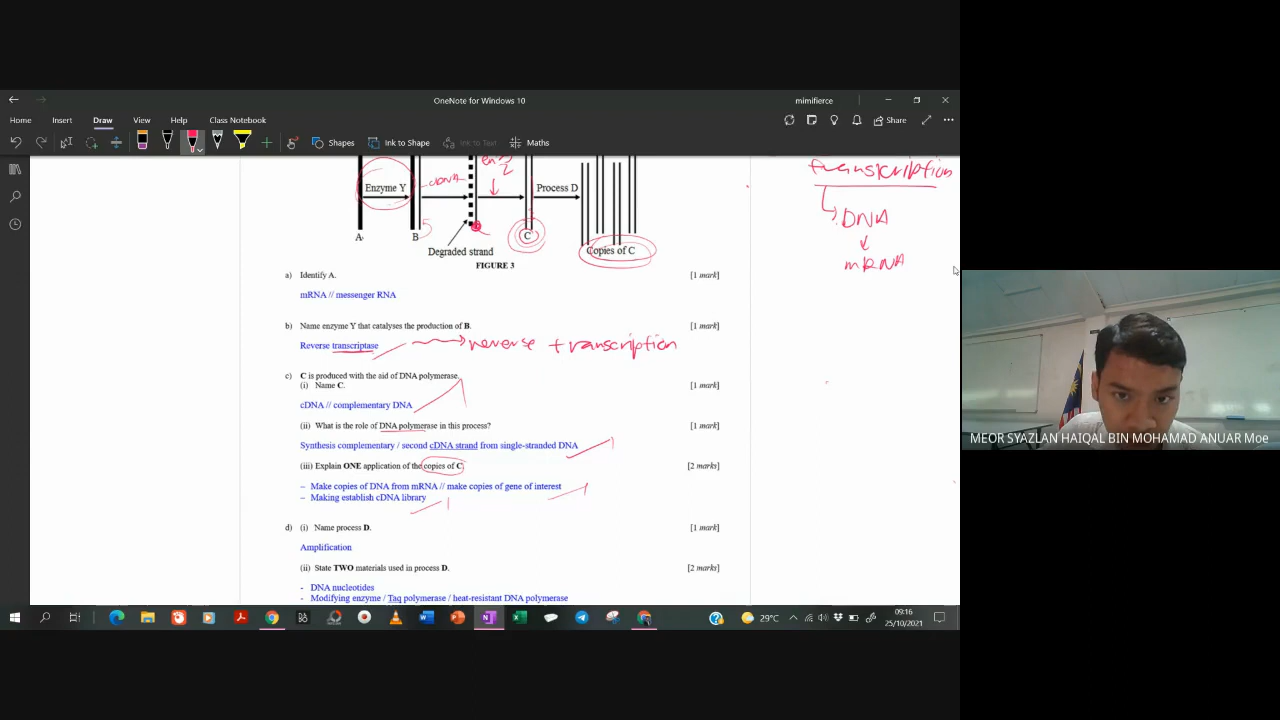 OneNote for Windows 10
mimifierce
Home Insert Draw View Help Class Notebook
Share
Shapes Ink to Shape Ink to Text Maths
transkription
DNA
mRNA
Enzyme Y
cDNA
2
Process D
A
B
5
C
Degraded strand
Copies of C
FIGURE 3
a) Identify A. [1 mark]
mRNA // messenger RNA
b) Name enzyme Y that catalyses the production of B. [1 mark]
Reverse transcriptase
reverse transcription
c) C is produced with the aid of DNA polymerase.
(i) Name C. [1 mark]
cDNA // complementary DNA
(ii) What is the role of DNA polymerase in this process? [1 mark]
Synthesis complementary / second cDNA strand from single-stranded DNA
(iii) Explain ONE application of the copies of C. [2 marks]
– Make copies of DNA from mRNA // make copies of gene of interest
– Making establish cDNA library
d) (i) Name process D. [1 mark]
Amplification
(ii) State TWO materials used in process D. [2 marks]
- DNA nucleotides
- Modifying enzyme / Taq polymerase / heat-resistant DNA polymerase
MEOR SYAZLAN HAIQAL BIN MOHAMAD ANUAR Moe
29°C
09:16
25/10/2021